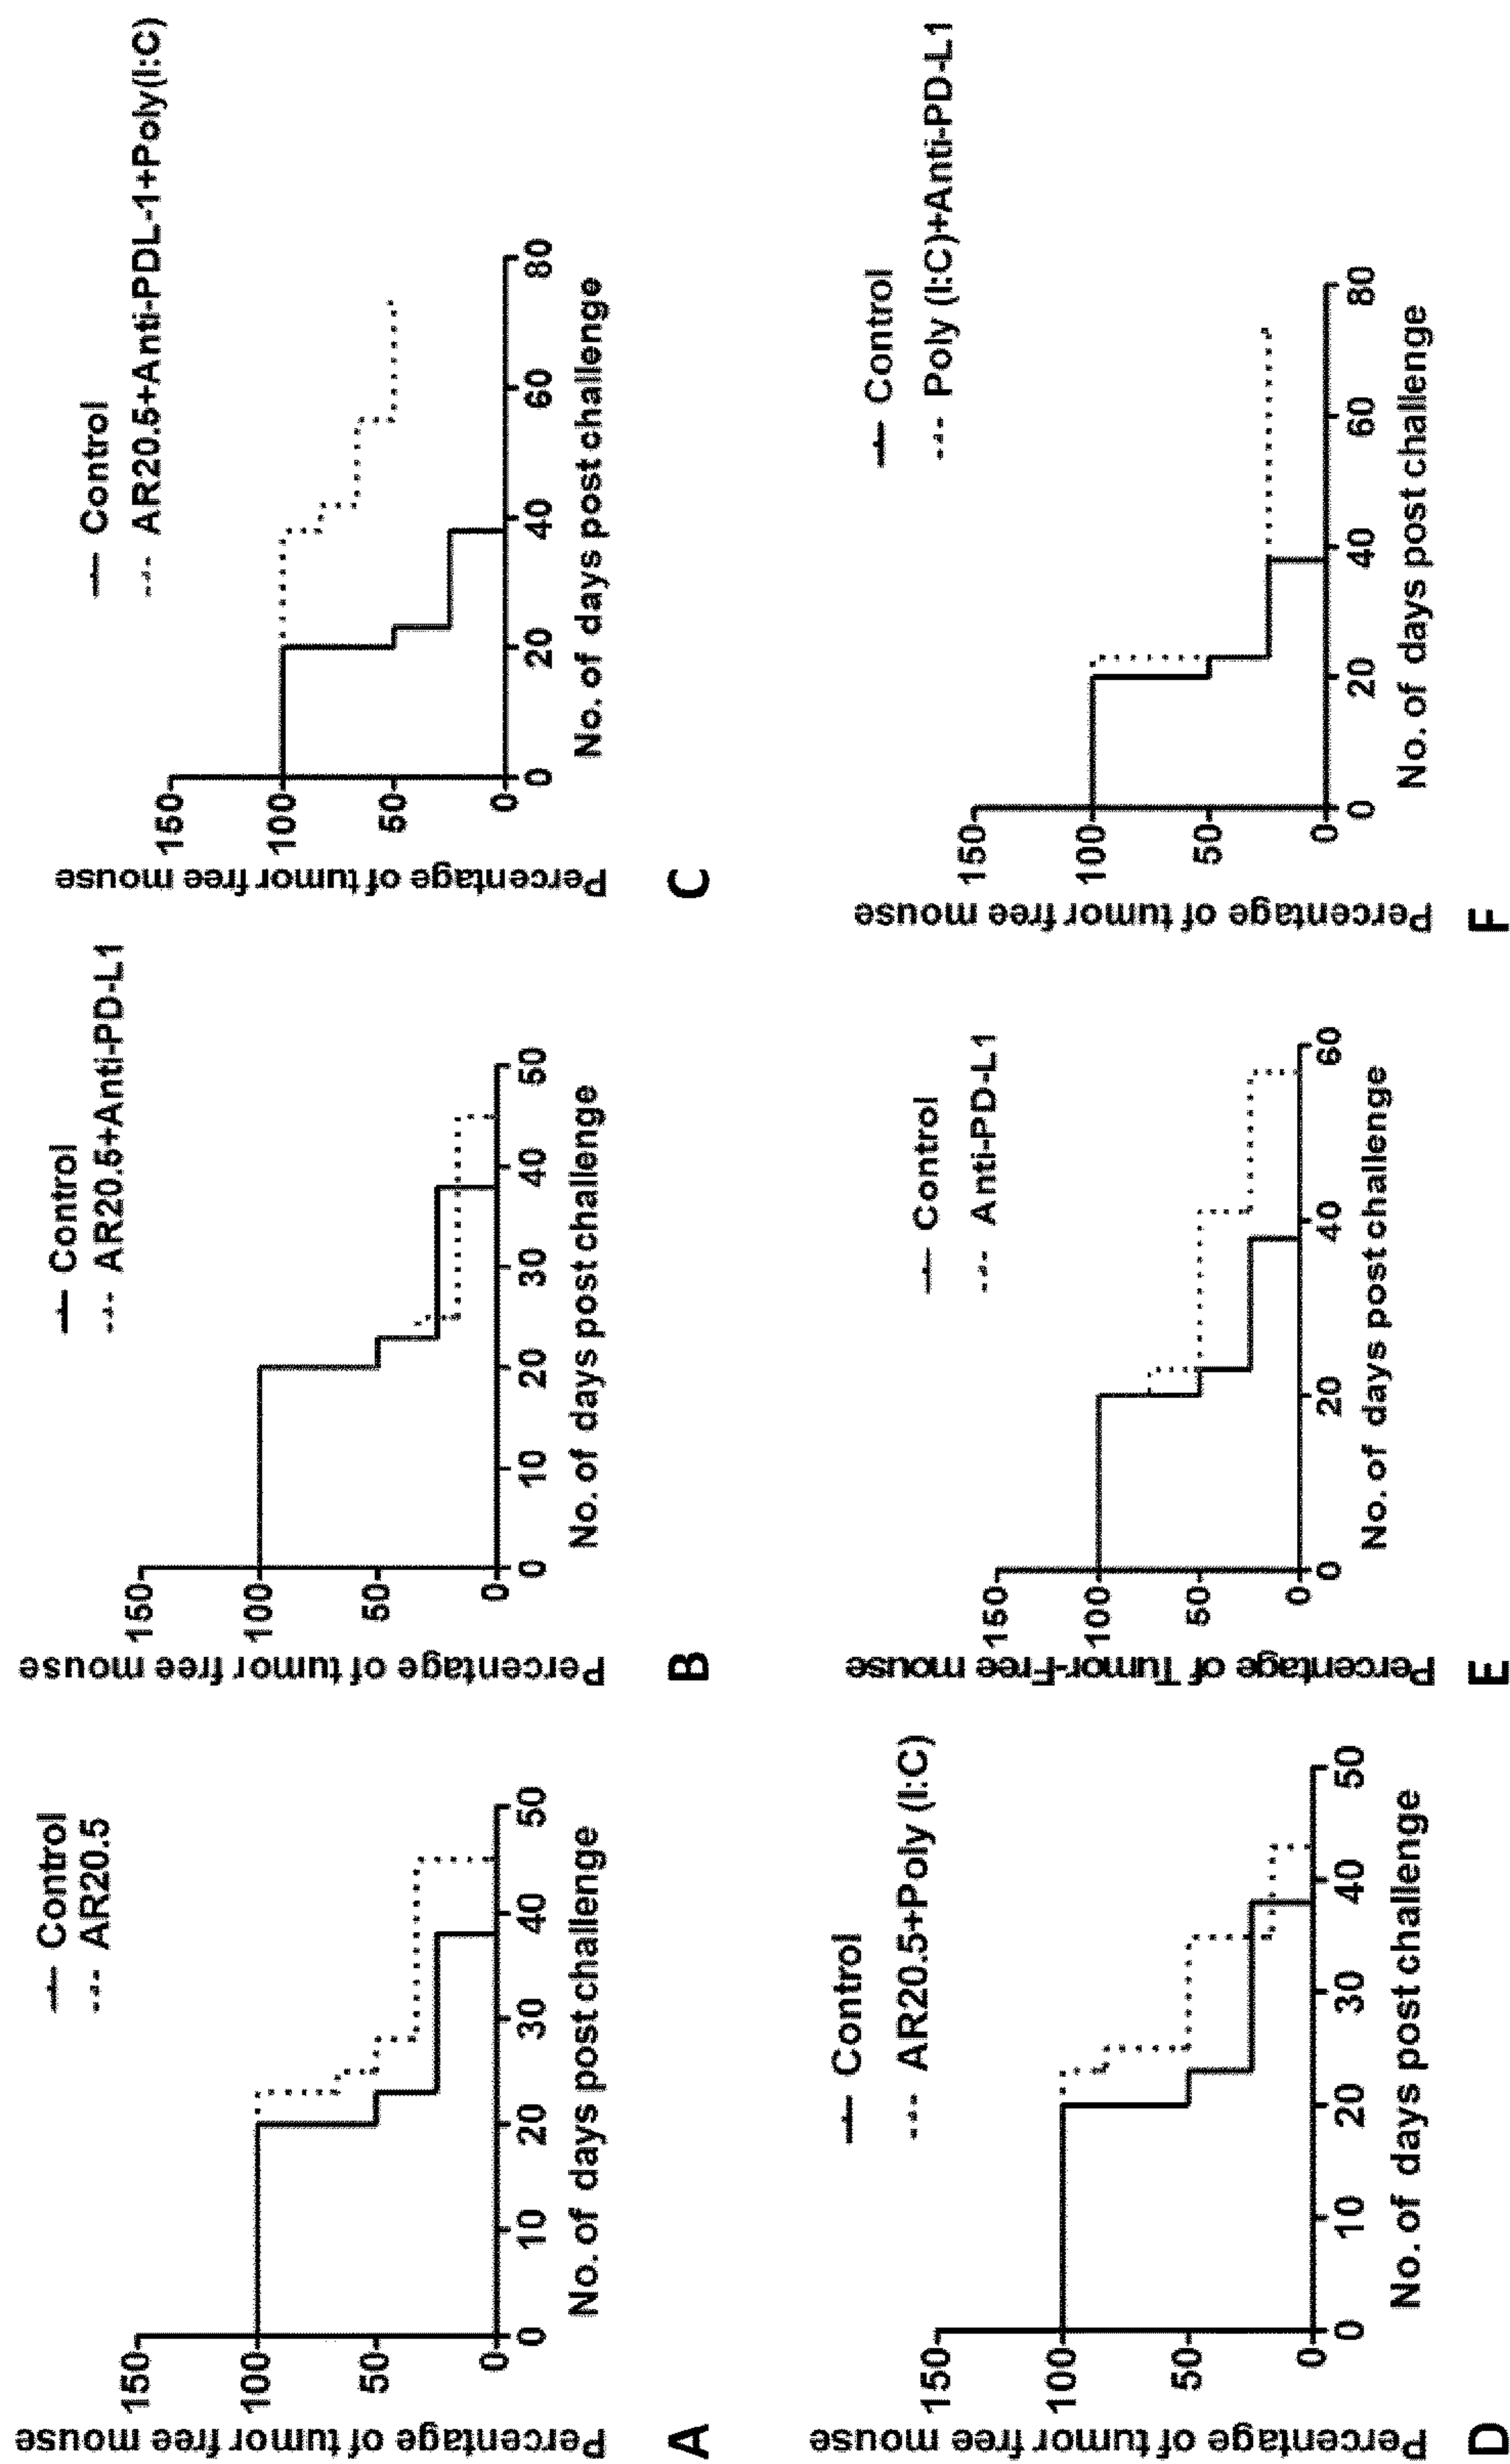 Control
AR20.5
Percentage of tumor free mouse
150
100
50
0
0
10
20
30
40
50
No. of days post challenge
A
Control
AR20.5+Anti-PD-L1
Percentage of tumor free mouse
150
100
50
0
0
10
20
30
40
50
No. of days post challenge
B
Control
AR20.5+Anti-PDL-1+Poly(I:C)
Percentage of tumor free mouse
150
100
50
0
0
20
40
60
80
No. of days post challenge
C
Control
AR20.5+Poly (I:C)
Percentage of tumor free mouse
150
100
50
0
0
10
20
30
40
50
No. of days post challenge
D
Control
Anti-PD-L1
Percentage of Tumor-Free mouse
150
100
50
0
0
20
40
60
No. of days post challenge
E
Control
Poly (I:C)+Anti-PD-L1
Percentage of tumor free mouse
150
100
50
0
0
20
40
60
80
No. of days post challenge
F